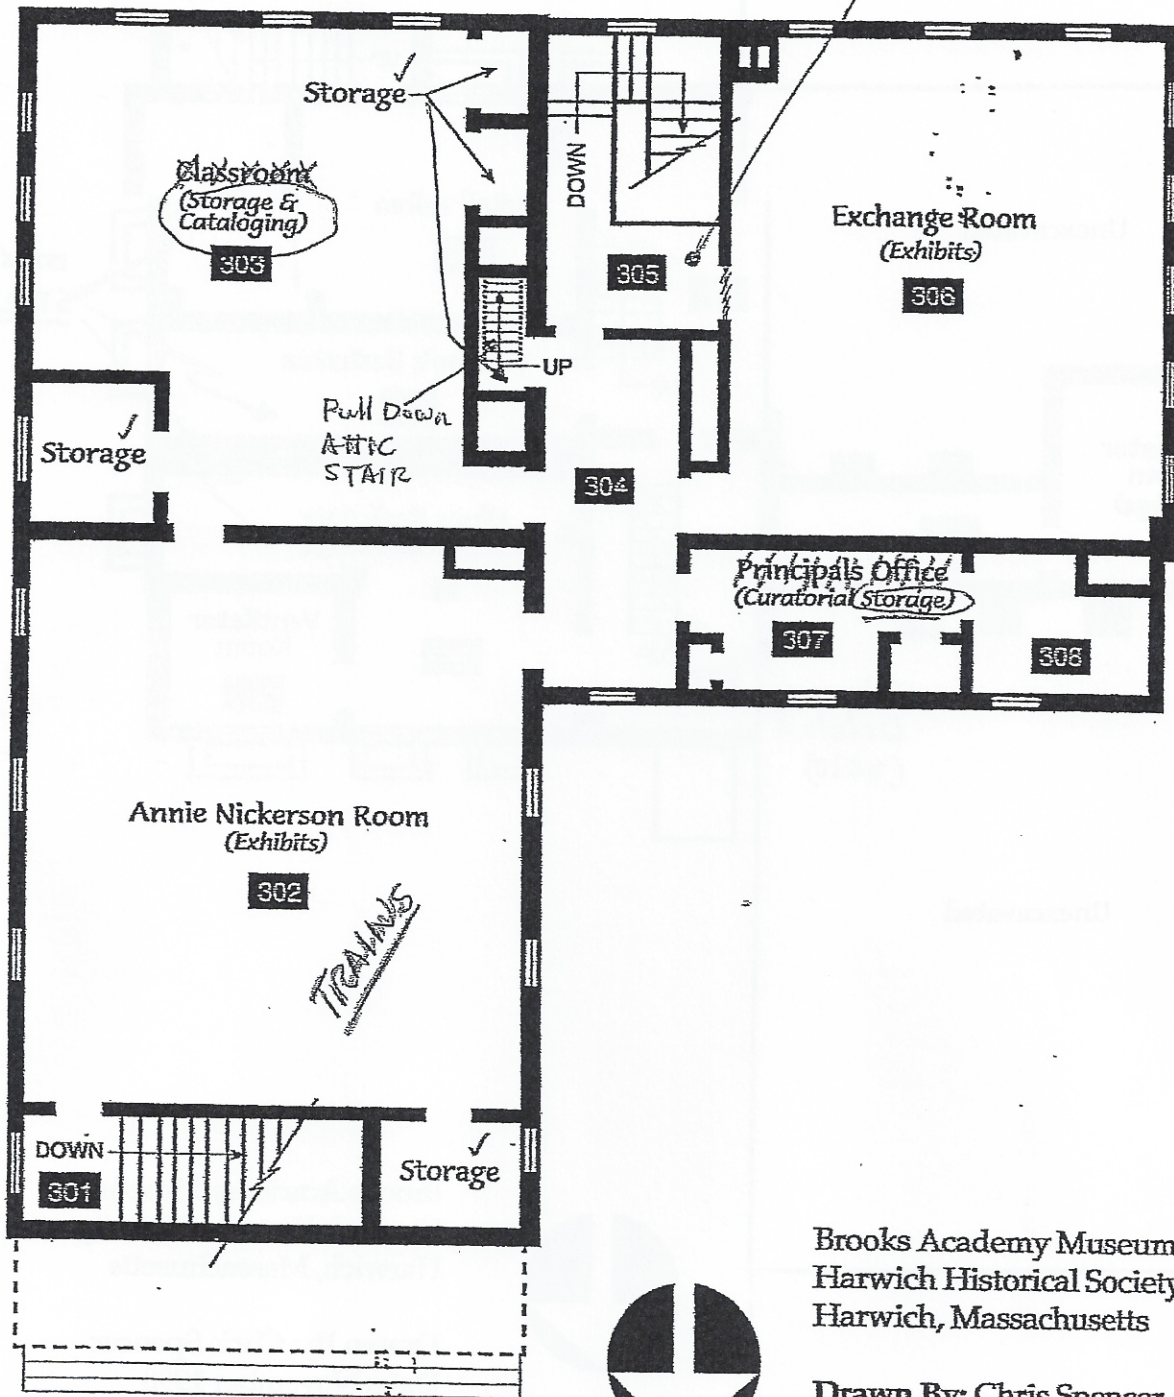 Storage
DOWN
Classroom
(Storage &
Cataloging)
303
Exchange Room
(Exhibits)
306
305
UP
Pull Down
ATTIC
STAIR
Storage
304
Principals Office
(Curatorial Storage)
307
308
Annie Nickerson Room
(Exhibits)
302
TRAINS
DOWN
301
Storage
Brooks Academy Museum
Harwich Historical Society
Harwich, Massachusetts
Drawn By: Chris Spencer